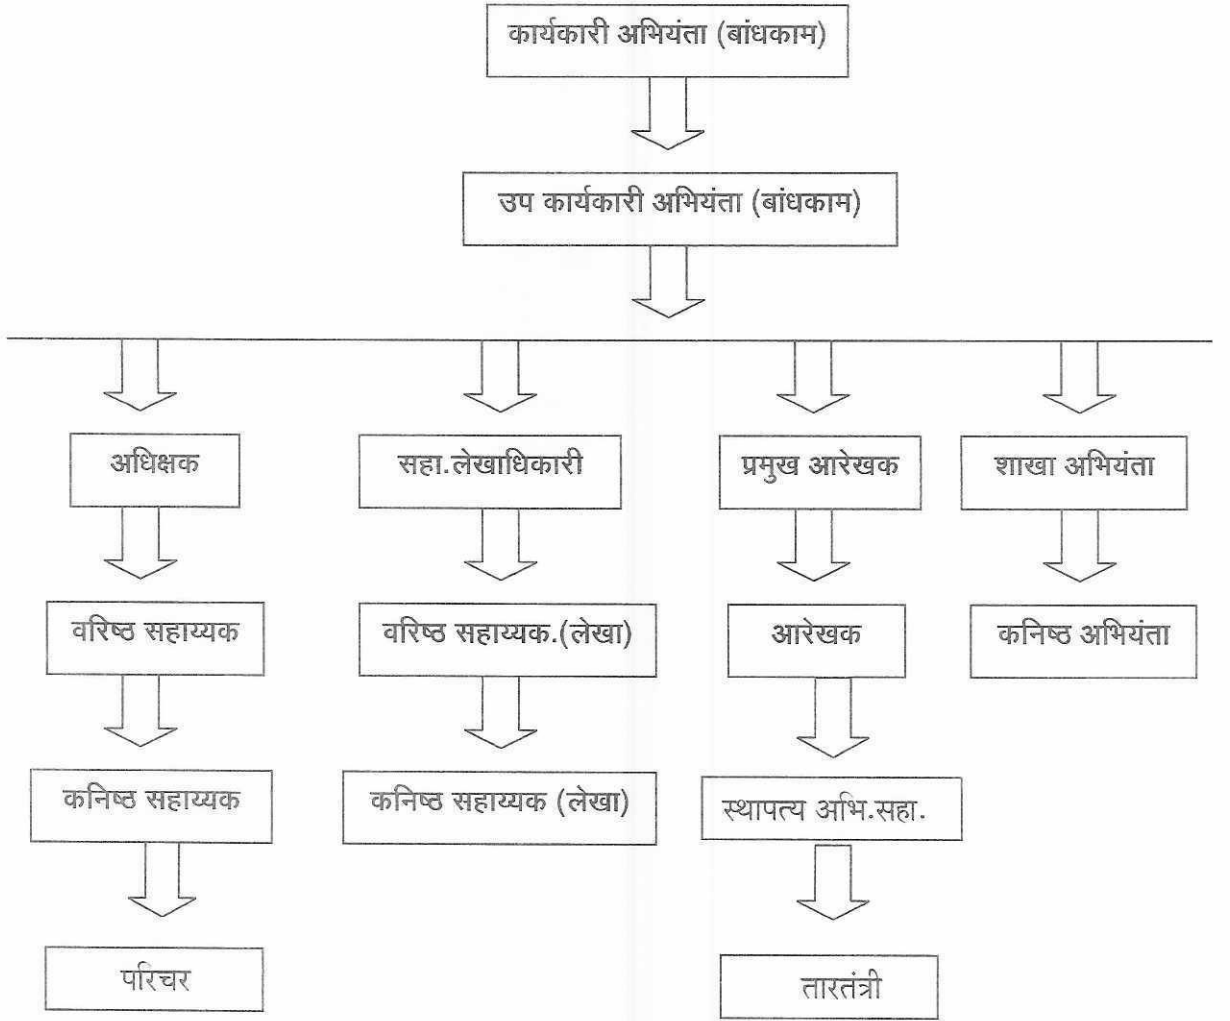 कार्यकारी अभियंता (बांधकाम)
उप कार्यकारी अभियंता (बांधकाम)
अधिक्षक
सहा.लेखाधिकारी
प्रमुख आरेखक
शाखा अभियंता
वरिष्ठ सहाय्यक
वरिष्ठ सहाय्यक.(लेखा)
आरेखक
कनिष्ठ अभियंता
कनिष्ठ सहाय्यक
कनिष्ठ सहाय्यक (लेखा)
स्थापत्य अभि.सहा.
परिचर
तारतंत्री